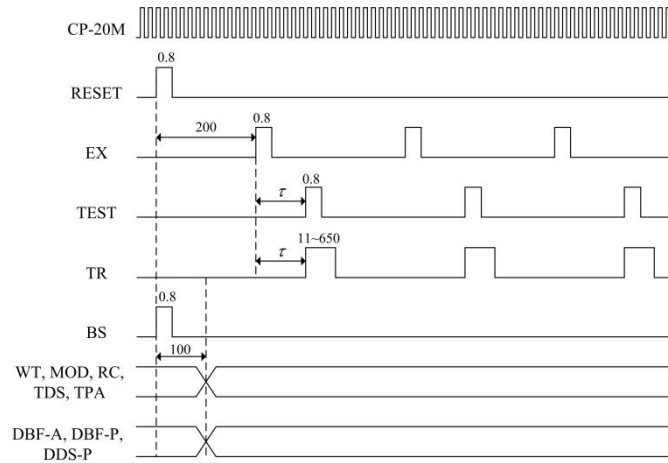 CP-20M
0.8
RESET
200
0.8
EX
τ
0.8
TEST
11~650
τ
TR
0.8
BS
100
WT, MOD, RC,
TDS, TPA
DBF-A, DBF-P,
DDS-P